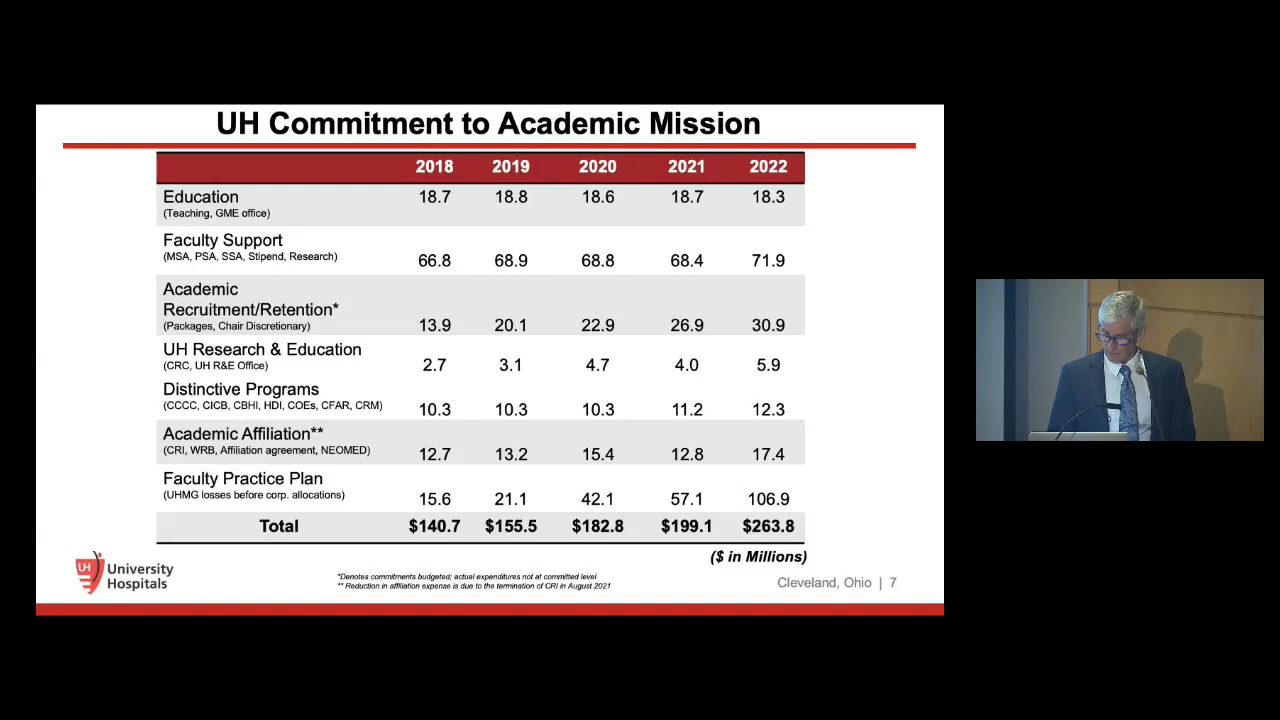 UH Commitment to Academic Mission
2018 2019 2020 2021 2022
Education 18.7 18.8 18.6 18.7 18.3
(Teaching, GME office)
Faculty Support
(MSA, PSA, SSA, Stipend, Research) 66.8 68.9 68.8 68.4 71.9
Academic
Recruitment/Retention*
(Packages, Chair Discretionary) 13.9 20.1 22.9 26.9 30.9
UH Research & Education
(CRC, UH R&E Office) 2.7 3.1 4.7 4.0 5.9
Distinctive Programs
(CCCC, CICB, CBHI, HDI, COEs, CFAR, CRM) 10.3 10.3 10.3 11.2 12.3
Academic Affiliation**
(CRI, WRB, Affiliation agreement, NEOMED) 12.7 13.2 15.4 12.8 17.4
Faculty Practice Plan
(UHMG losses before corp. allocations) 15.6 21.1 42.1 57.1 106.9
Total $140.7 $155.5 $182.8 $199.1 $263.8
($ in Millions)
UH University
Hospitals
*Denotes commitments budgeted; actual expenditures not at committed level
** Reduction in affiliation expense is due to the termination of CRI in August 2021
Cleveland, Ohio | 7